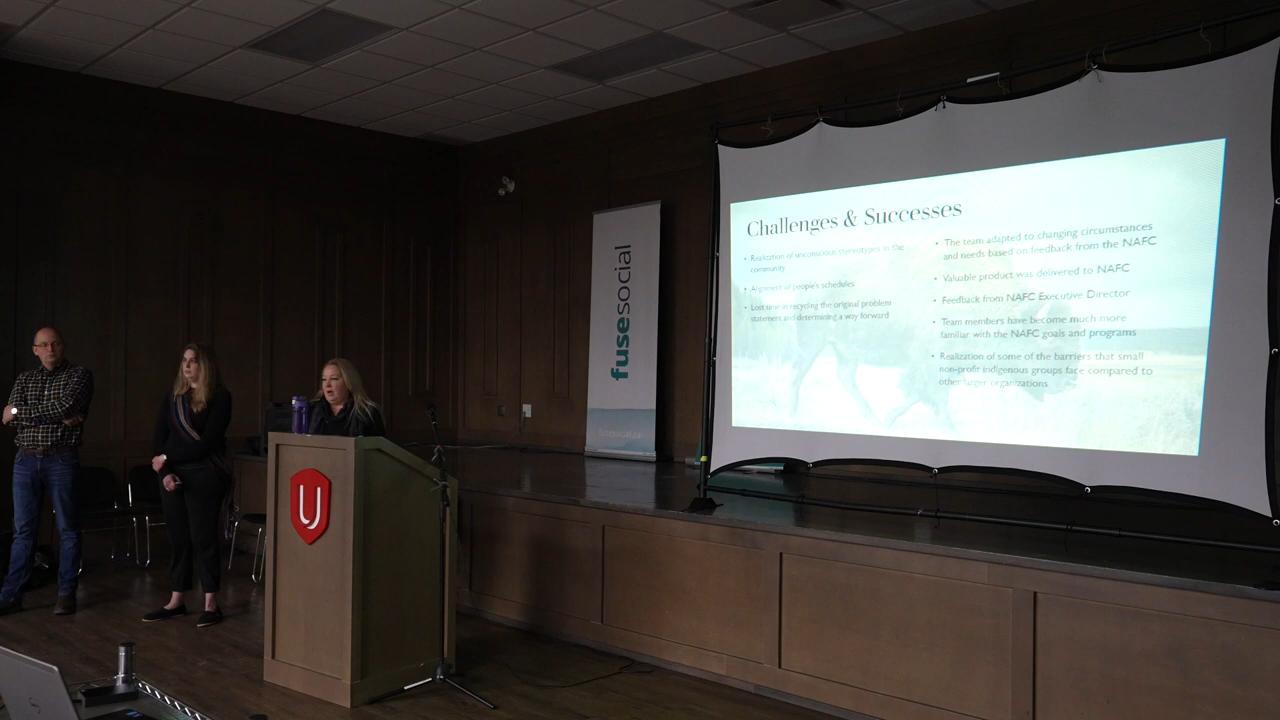 Challenges & Successes
• Realization of unconscious stereotypes in the
community
• Alignment of people's schedules
• Lost time in recycling the original problem
statement and determining a way forward
• The team adapted to changing circumstances
and needs based on feedback from the NAFC
• Valuable product was delivered to NAFC
• Feedback from NAFC Executive Director
• Team members have become much more
familiar with the NAFC goals and programs
• Realization of some of the barriers that small
non-profit indigenous groups face compared to
other larger organizations
fusesocial
U